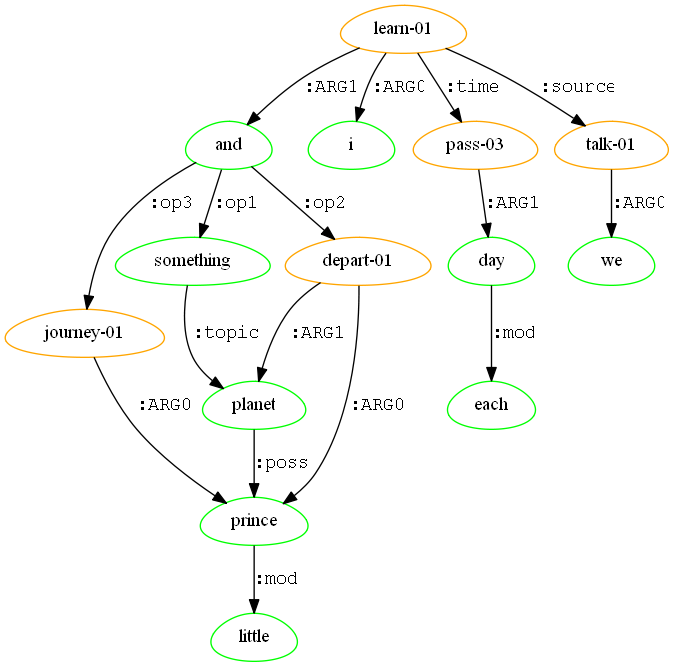 learn-01
:ARG1
:ARG0
:time
:source
and
i
pass-03
talk-01
:op3
:op1
:op2
:ARG1
:ARG0
something
depart-01
day
we
journey-01
:topic
:ARG1
:mod
:ARG0
:ARG0
planet
each
:poss
prince
:mod
little